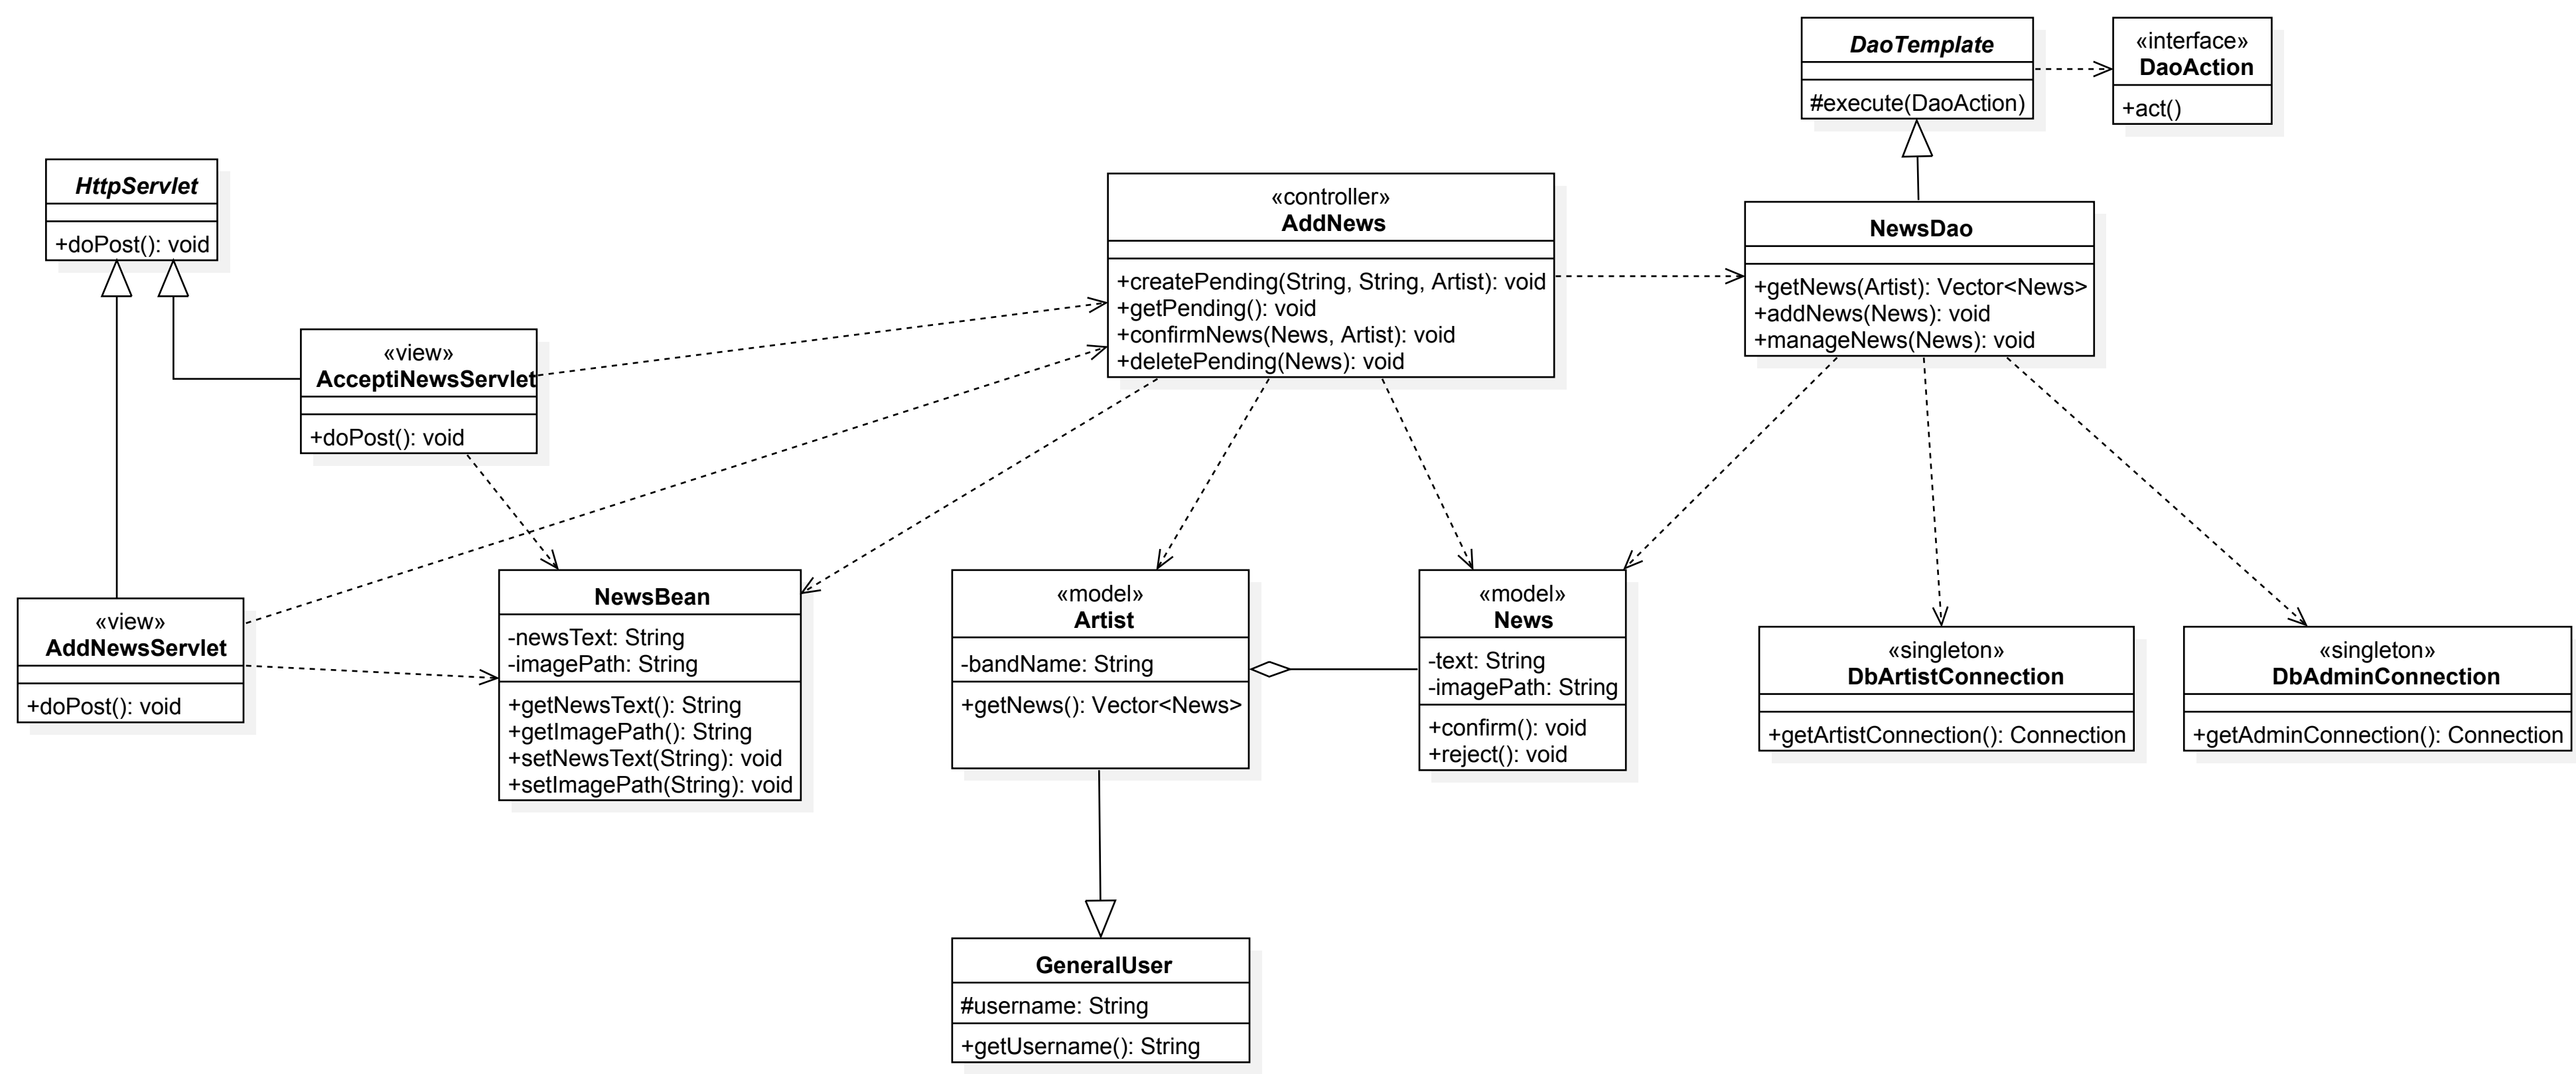 DaoTemplate
#execute(DaoAction)
«interface»
DaoAction
+act()
HttpServlet
+doPost(): void
«controller»
AddNews
+createPending(String, String, Artist): void
+getPending(): void
+confirmNews(News, Artist): void
+deletePending(News): void
NewsDao
+getNews(Artist): Vector<News>
+addNews(News): void
+manageNews(News): void
«view»
AcceptiNewsServlet
+doPost(): void
«view»
AddNewsServlet
+doPost(): void
NewsBean
-newsText: String
-imagePath: String
+getNewsText(): String
+getImagePath(): String
+setNewsText(String): void
+setImagePath(String): void
«model»
Artist
-bandName: String
+getNews(): Vector<News>
«model»
News
-text: String
-imagePath: String
+confirm(): void
+reject(): void
«singleton»
DbArtistConnection
+getArtistConnection(): Connection
«singleton»
DbAdminConnection
+getAdminConnection(): Connection
GeneralUser
#username: String
+getUsername(): String